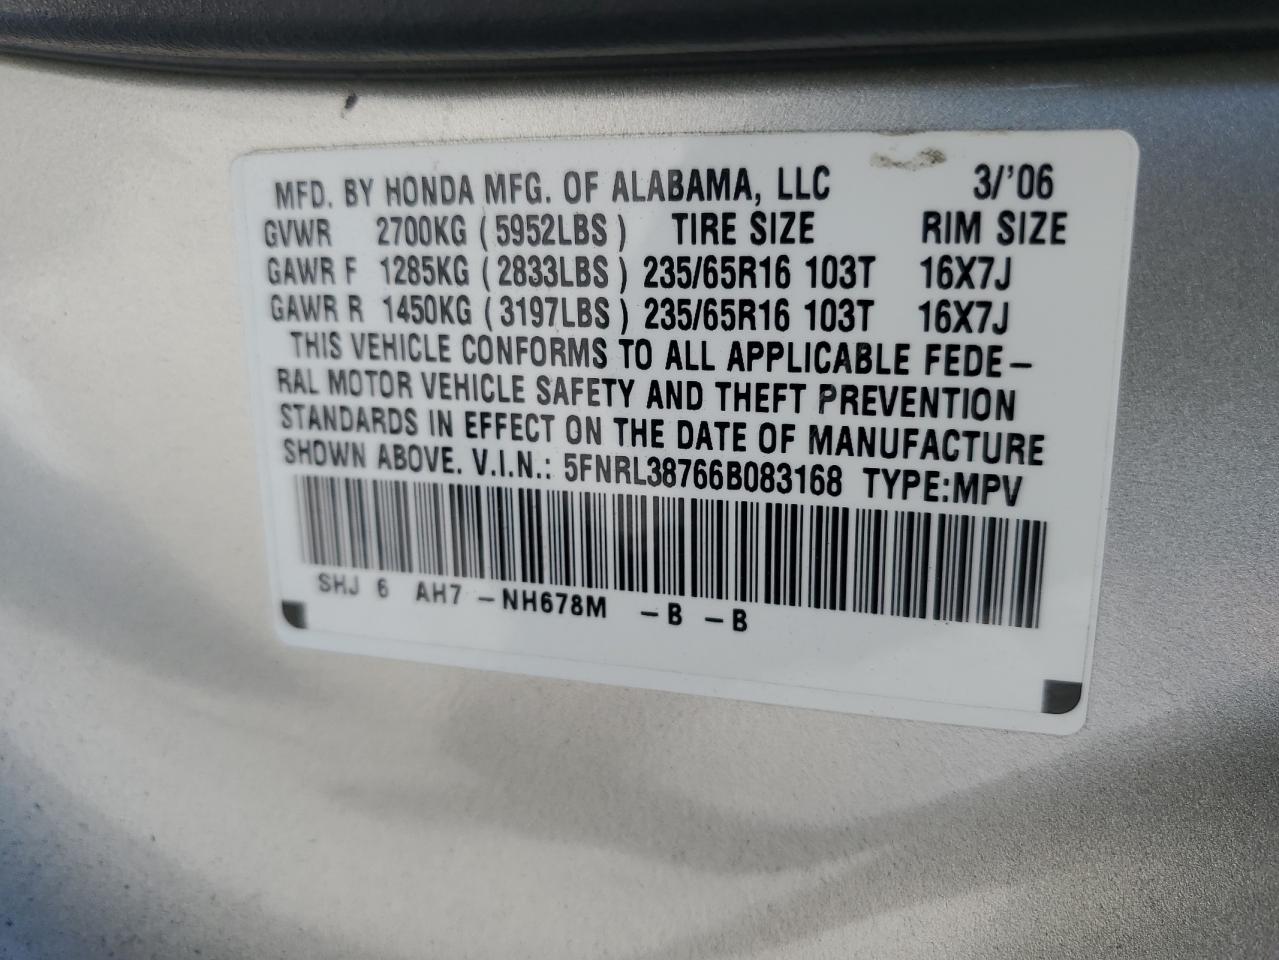 MFD. BY HONDA MFG. OF ALABAMA, LLC 3/'06
GVWR 2700KG (5952LBS) TIRE SIZE RIM SIZE
GAWR F 1285KG (2833LBS) 235/65R16 103T 16X7J
GAWR R 1450KG (3197LBS) 235/65R16 103T 16X7J
THIS VEHICLE CONFORMS TO ALL APPLICABLE FEDE-
RAL MOTOR VEHICLE SAFETY AND THEFT PREVENTION
STANDARDS IN EFFECT ON THE DATE OF MANUFACTURE
SHOWN ABOVE. V.I.N.: 5FNRL38766B083168 TYPE:MPV
SHJ 6 AH7 -NH678M -B -B